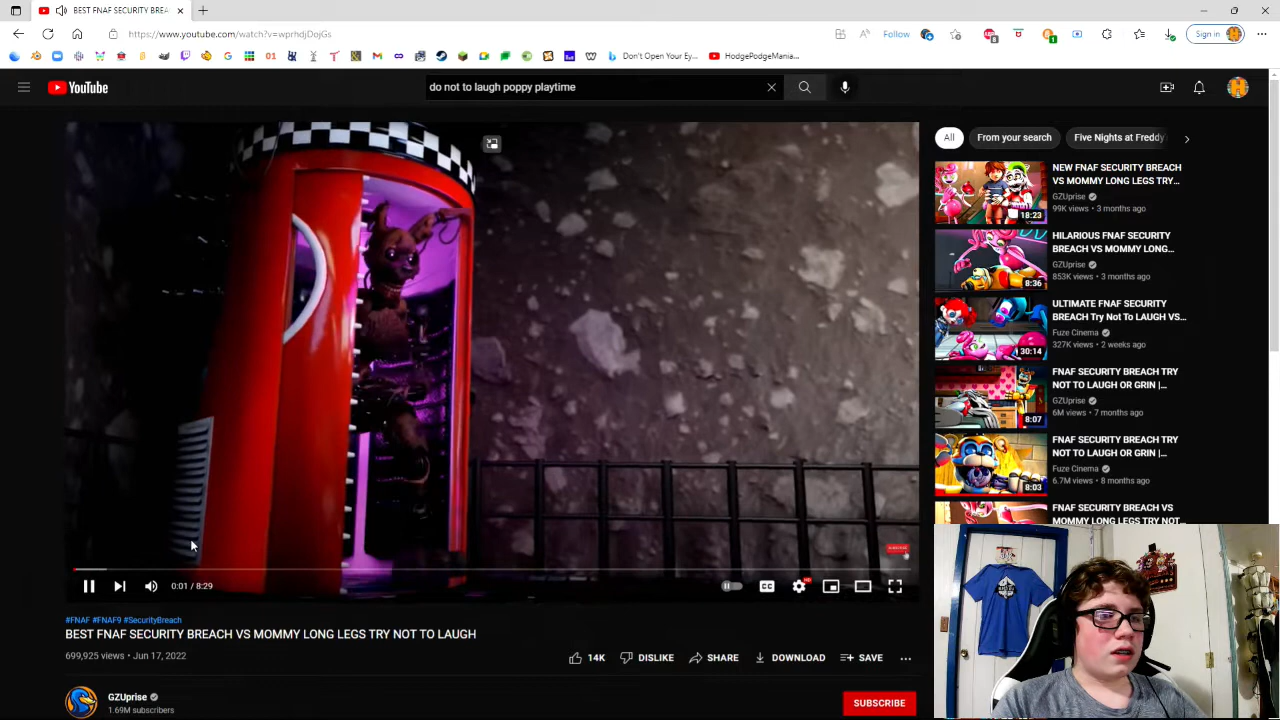 BEST FNAF SECURITY BREA
https://www.youtube.com/watch?v=wprhdjDojGs
Follow
Sign in
Don't Open Your Ey...
HodgePodgeMania...
YouTube
do not to laugh poppy playtime
All
From your search
Five Nights at Freddy
NEW FNAF SECURITY BREACH
VS MOMMY LONG LEGS TRY...
GZUprise
99K views • 3 months ago
18:23
HILARIOUS FNAF SECURITY
BREACH VS MOMMY LONG...
GZUprise
853K views • 3 months ago
8:36
ULTIMATE FNAF SECURITY
BREACH Try Not To LAUGH VS...
Fuze Cinema
327K views • 2 weeks ago
30:14
FNAF SECURITY BREACH TRY
NOT TO LAUGH OR GRIN |...
GZUprise
6M views • 7 months ago
8:07
FNAF SECURITY BREACH TRY
NOT TO LAUGH OR GRIN |...
Fuze Cinema
6.7M views • 8 months ago
8:03
FNAF SECURITY BREACH VS
MOMMY LONG LEGS TRY NOT
SUBSCRIBE
0:01 / 8:29
CC
HD
#FNAF #FNAF9 #SecurityBreach
BEST FNAF SECURITY BREACH VS MOMMY LONG LEGS TRY NOT TO LAUGH
699,925 views • Jun 17, 2022
14K
DISLIKE
SHARE
DOWNLOAD
SAVE
GZUprise
1.69M subscribers
SUBSCRIBE